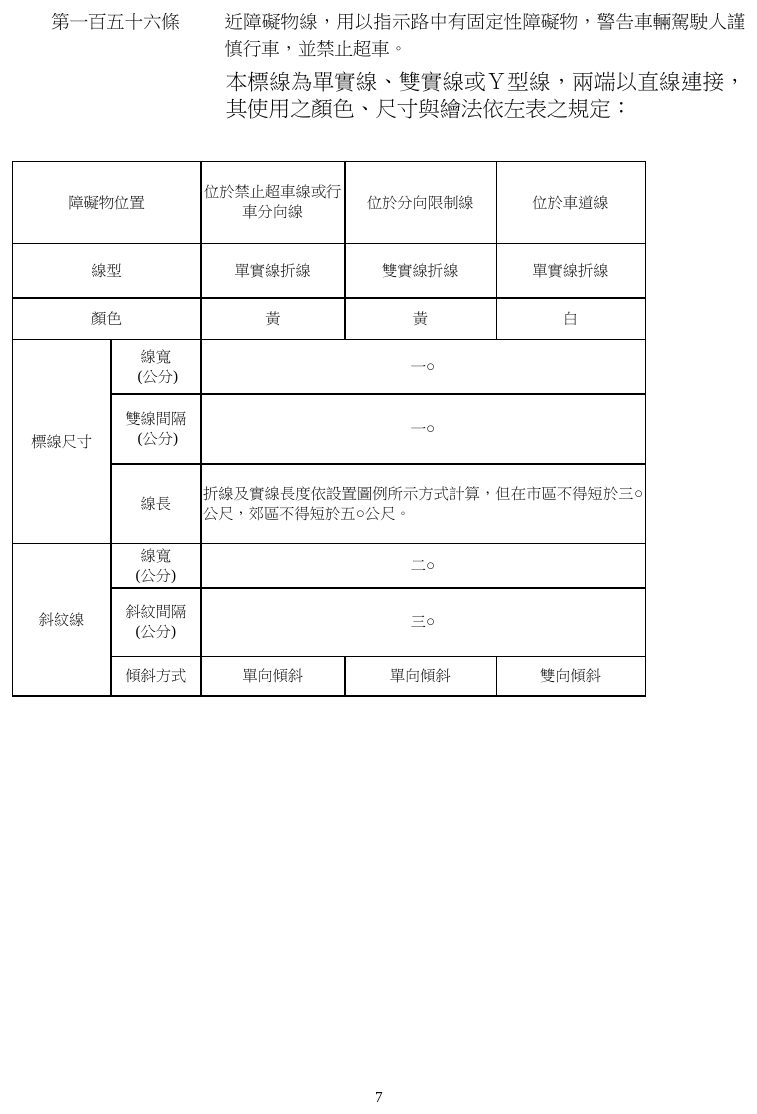 第一百五十六條 近障礙物線，用以指示路中有固定性障礙物，警告車輛駕駛人謹
慎行車，並禁止超車。
本標線為單實線、雙實線或Ｙ型線，兩端以直線連接，
其使用之顏色、尺寸與繪法依左表之規定：
障礙物位置 位於禁止超車線或行 位於分向限制線 位於車道線
車分向線
線型 單實線折線 雙實線折線 單實線折線
顏色 黃 黃 白
標線尺寸
線寬
(公分)
一○
雙線間隔
(公分)
一○
線長
折線及實線長度依設置圖例所示方式計算，但在市區不得短於三○
公尺，郊區不得短於五○公尺。
斜紋線
線寬
(公分)
二○
斜紋間隔
(公分)
三○
傾斜方式 單向傾斜 單向傾斜 雙向傾斜
7